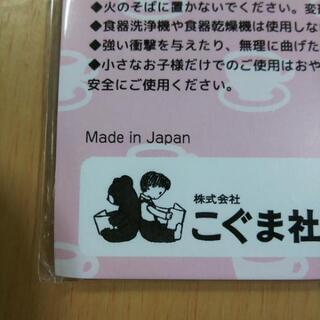 ◆火のそばに置かないでください。変形
◆食器洗浄機や食器乾燥機は使用しな
◆強い衝撃を与えたり、無理に曲げた
◆小さなお子様だけでのご使用はおや
安全にご使用ください。
Made in Japan
株式会社
こぐま社